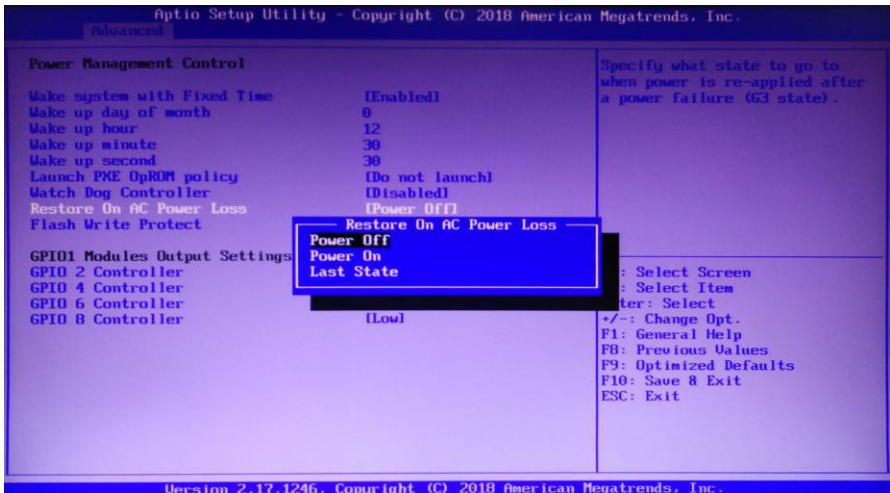 Aptio Setup Utility - Copyright (C) 2018 American Megatrends, Inc.
Advanced
Power Management Control
Wake system with Fixed Time [Enabled]
Wake up day of month 0
Wake up hour 12
Wake up minute 30
Wake up second 30
Launch PXE OpROM policy [Do not launch]
Watch Dog Controller [Disabled]
Restore On AC Power Loss [Power Off]
Flash Write Protect
GPIO1 Modules Output Settings
GPIO 2 Controller
GPIO 4 Controller
GPIO 6 Controller
GPIO 8 Controller [Low]
Restore On AC Power Loss
Power Off
Power On
Last State
Specify what state to go to
when power is re-applied after
a power failure (G3 state).
: Select Screen
: Select Item
ter: Select
+/-: Change Opt.
F1: General Help
F8: Previous Values
F9: Optimized Defaults
F10: Save & Exit
ESC: Exit
Version 2.17.1246. Copyright (C) 2018 American Megatrends, Inc.